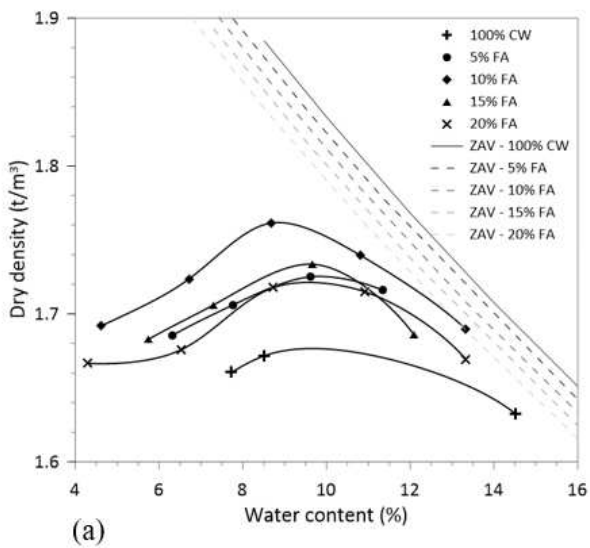 1.9
1.8
1.7
1.6
Dry density (t/m³)
100% CW
5% FA
10% FA
15% FA
20% FA
ZAV - 100% CW
ZAV - 5% FA
ZAV - 10% FA
ZAV - 15% FA
ZAV - 20% FA
4 6 8 10 12 14 16
Water content (%)
(a)